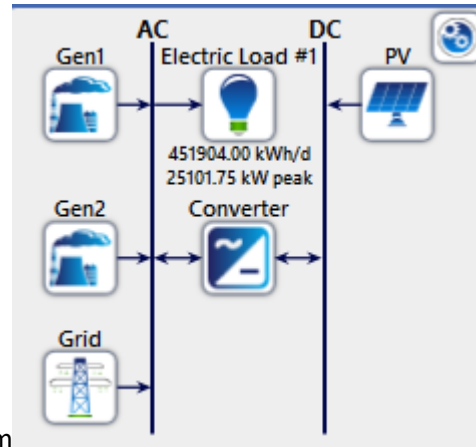 AC
DC
Gen1
Electric Load #1
PV
451904.00 kWh/d
25101.75 kW peak
Gen2
Converter
Grid
m